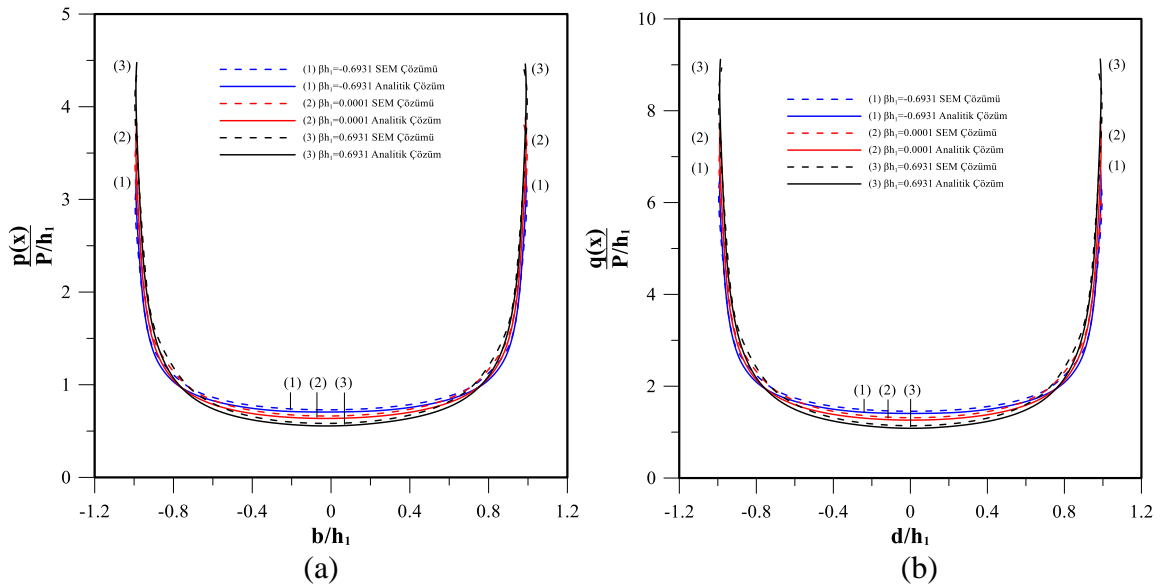 5
4
3
2
1
0
p(x)
P/h₁
(3)
(2)
(1)
(1) βh₁=-0.6931 SEM Çözümü
(1) βh₁=-0.6931 Analitik Çözüm
(2) βh₁=0.0001 SEM Çözümü
(2) βh₁=0.0001 Analitik Çözüm
(3) βh₁=0.6931 SEM Çözümü
(3) βh₁=0.6931 Analitik Çözüm
(3)
(2)
(1)
(1) (2) (3)
-1.2 -0.8 -0.4 0 0.4 0.8 1.2
b/h₁
(a)
10
8
6
4
2
0
q(x)
P/h₁
(3)
(2)
(1)
(1) βh₁=-0.6931 SEM Çözümü
(1) βh₁=-0.6931 Analitik Çözüm
(2) βh₁=0.0001 SEM Çözümü
(2) βh₁=0.0001 Analitik Çözüm
(3) βh₁=0.6931 SEM Çözümü
(3) βh₁=0.6931 Analitik Çözüm
(3)
(2)
(1)
(1) (2) (3)
-1.2 -0.8 -0.4 0 0.4 0.8 1.2
d/h₁
(b)